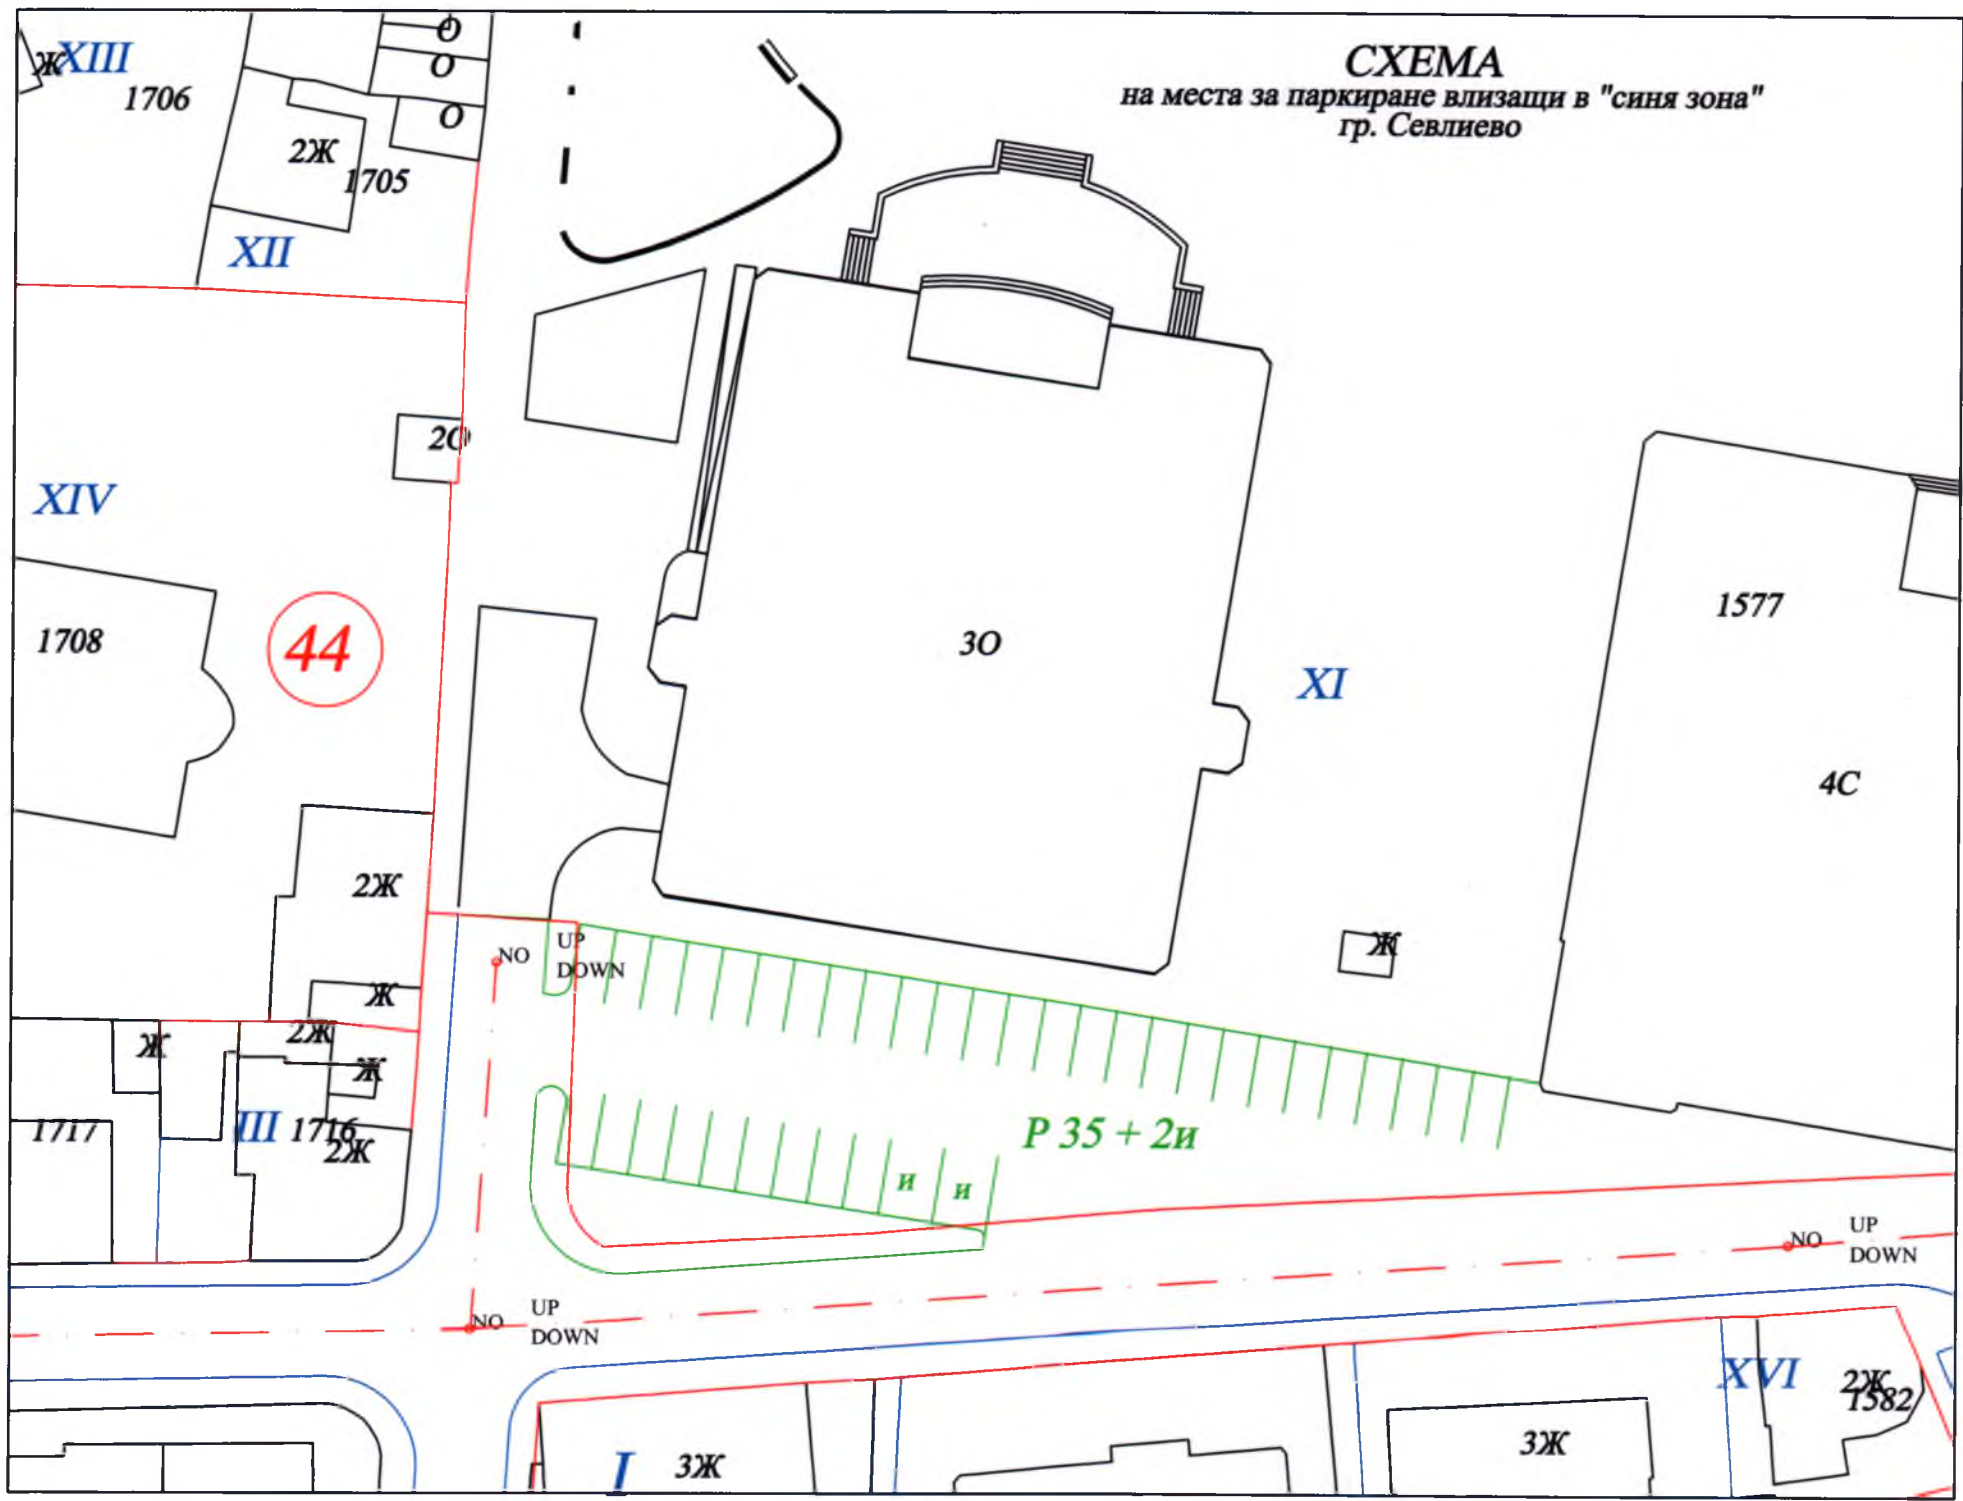 СХЕМА
на места за паркиране влизащи в "синя зона"
гр. Севлиево
Ж
XIII
1706
О
О
О
2Ж
1705
XII
2О
XIV
1708
44
3О
XI
1577
4С
2Ж
Ж
Ж
NO
UP
DOWN
Ж
2Ж
Ж
1717
III
1716
2Ж
P 35 + 2и
и
и
NO
UP
DOWN
NO
UP
DOWN
XVI
2Ж
1582
I
3Ж
3Ж